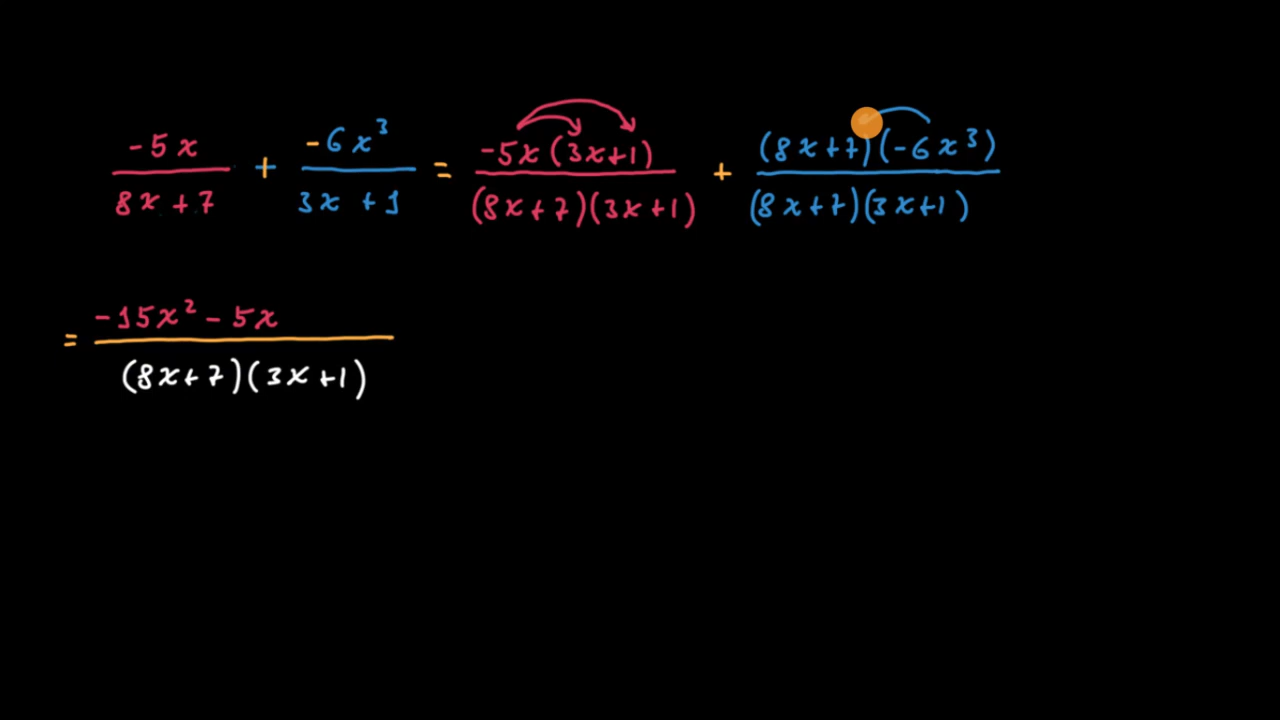 -5x/(8x+7) + -6x³/(3x+1) = -5x(3x+1)/((8x+7)(3x+1)) + (8x+7)(-6x³)/((8x+7)(3x+1))
= -15x² - 5x/((8x+7)(3x+1))